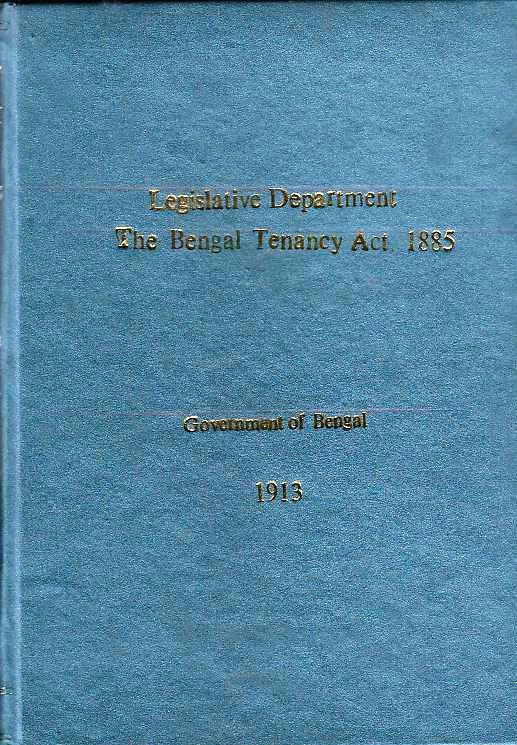 Legislative Department
The Bengal Tenancy Act, 1885
Government of Bengal
1913